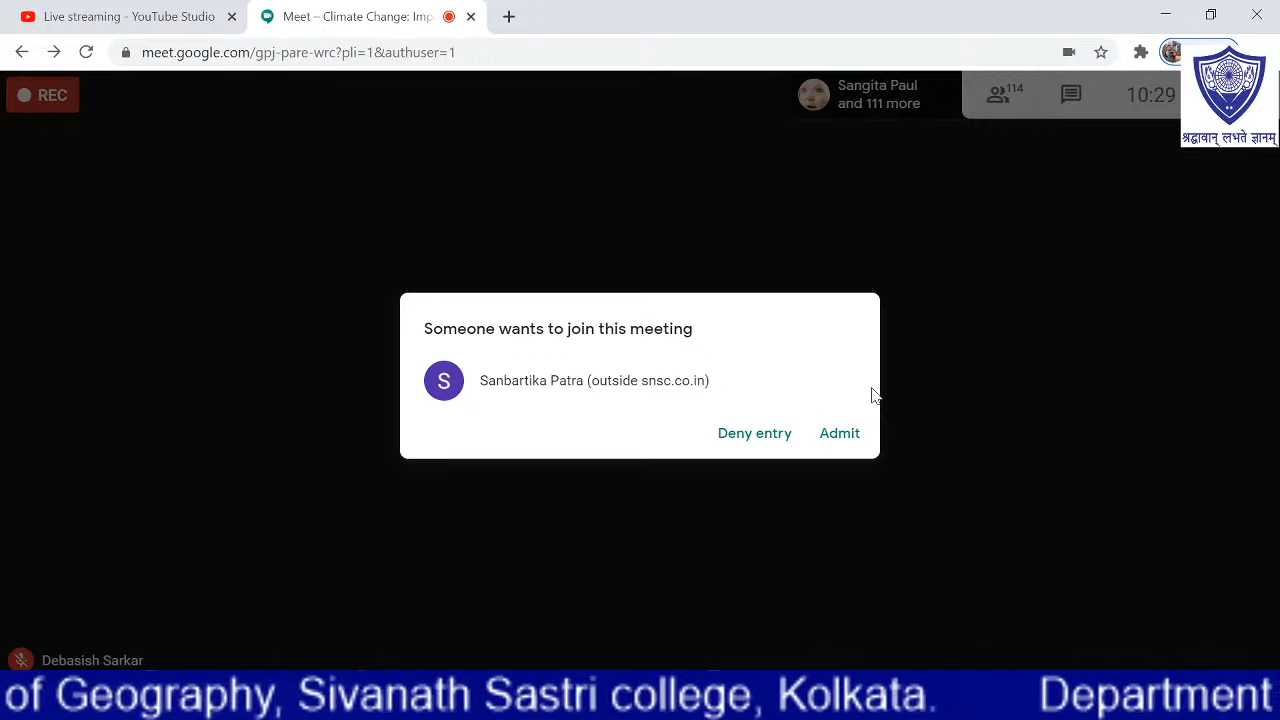 Live streaming - YouTube Studio
Meet – Climate Change: Imp
meet.google.com/gpj-pare-wrc?pli=1&authuser=1
REC
Sangita Paul
and 111 more
114
10:29
श्रद्धावान् लभते ज्ञानम्
Someone wants to join this meeting
S
Sanbartika Patra (outside snsc.co.in)
Deny entry
Admit
Debasish Sarkar
of Geography, Sivanath Sastri college, Kolkata. Department